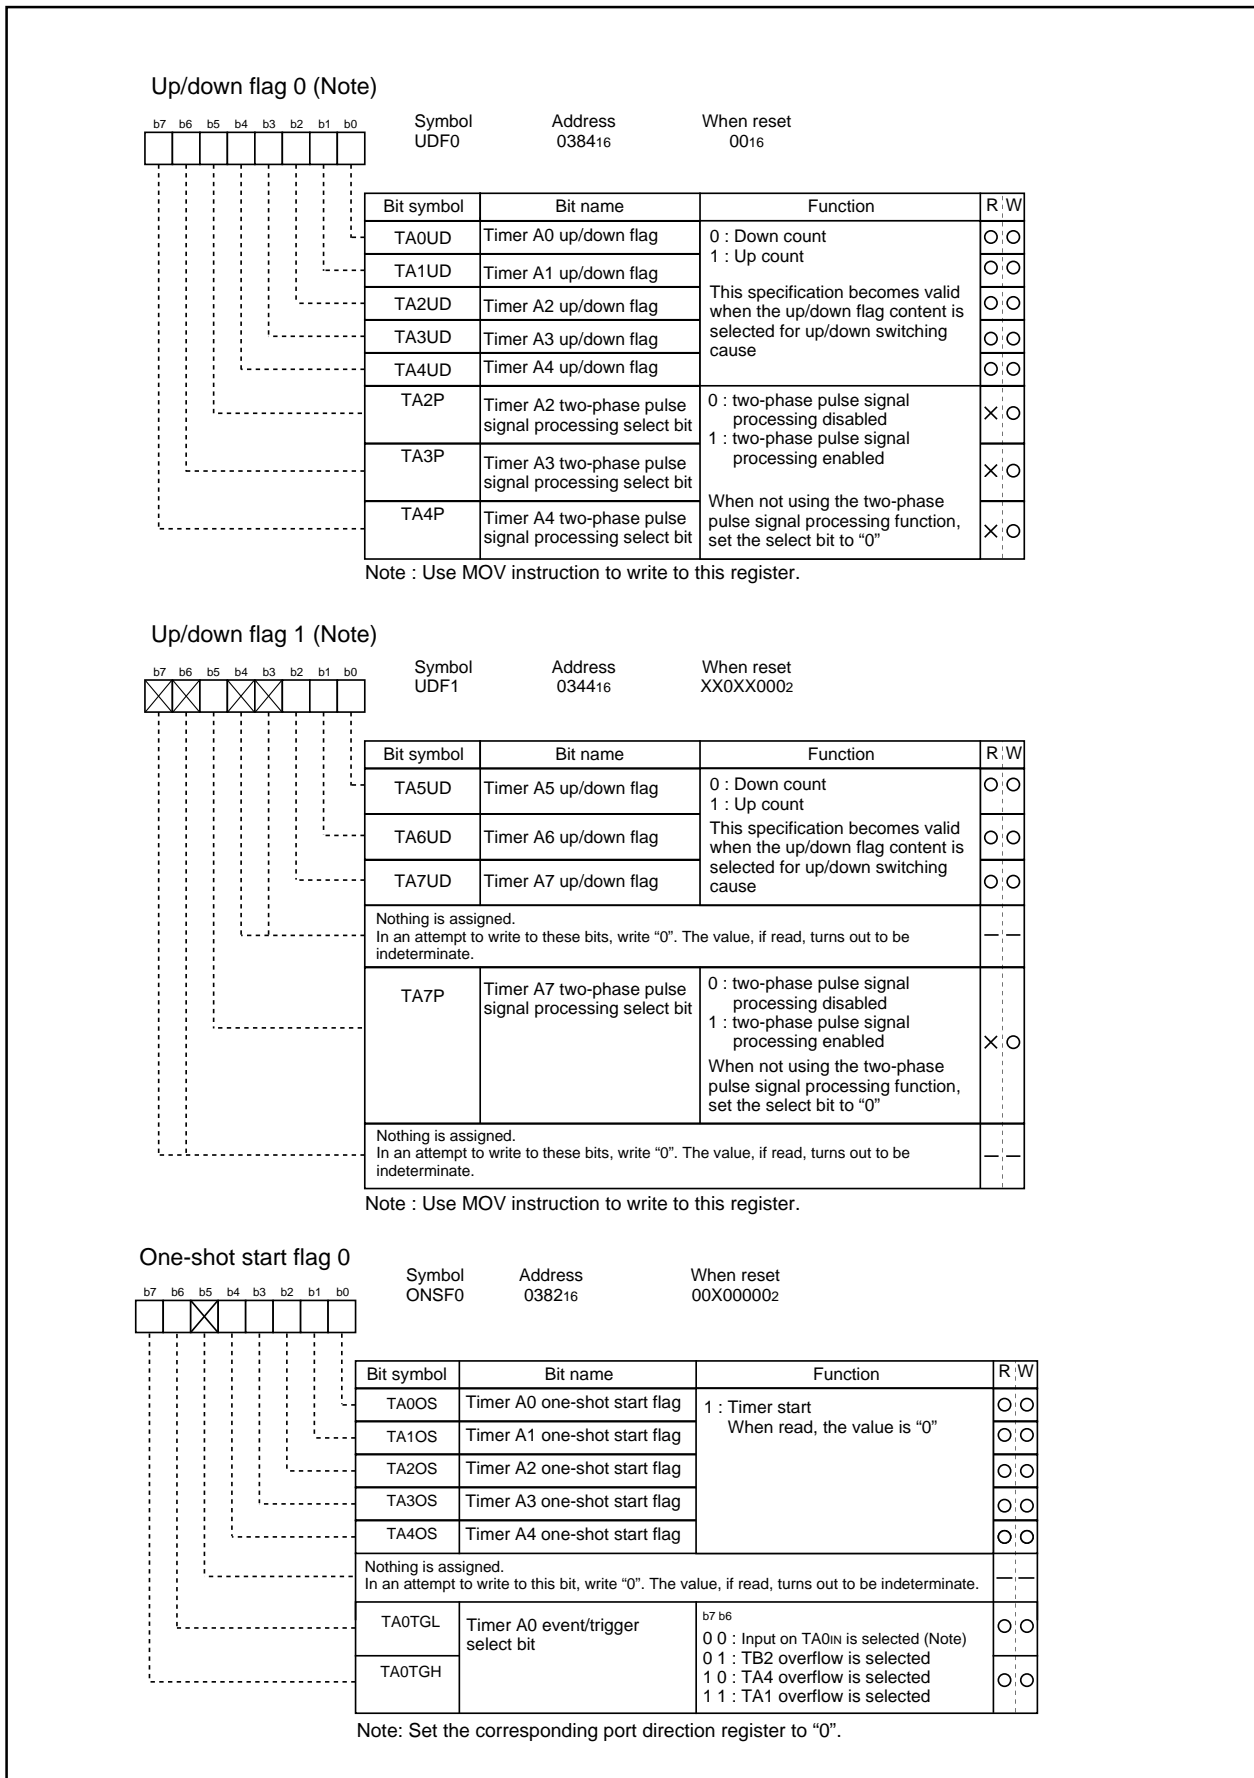 Up/down flag 0 (Note)
b7 b6 b5 b4 b3 b2 b1 b0
Symbol Address When reset
UDF0 038416 0016
Bit symbol Bit name Function R W
TA0UD Timer A0 up/down flag
TA1UD Timer A1 up/down flag
TA2UD Timer A2 up/down flag
TA3UD Timer A3 up/down flag
TA4UD Timer A4 up/down flag
0 : Down count
1 : Up count
This specification becomes valid
when the up/down flag content is
selected for up/down switching
cause
TA2P Timer A2 two-phase pulse
signal processing select bit
TA3P Timer A3 two-phase pulse
signal processing select bit
TA4P Timer A4 two-phase pulse
signal processing select bit
0 : two-phase pulse signal
processing disabled
1 : two-phase pulse signal
processing enabled
When not using the two-phase
pulse signal processing function,
set the select bit to “0”
Note : Use MOV instruction to write to this register.
Up/down flag 1 (Note)
b7 b6 b5 b4 b3 b2 b1 b0
Symbol Address When reset
UDF1 034416 XX0XX0002
Bit symbol Bit name Function R W
TA5UD Timer A5 up/down flag
TA6UD Timer A6 up/down flag
TA7UD Timer A7 up/down flag
0 : Down count
1 : Up count
This specification becomes valid
when the up/down flag content is
selected for up/down switching
cause
Nothing is assigned.
In an attempt to write to these bits, write “0”. The value, if read, turns out to be
indeterminate.
TA7P Timer A7 two-phase pulse
signal processing select bit
0 : two-phase pulse signal
processing disabled
1 : two-phase pulse signal
processing enabled
When not using the two-phase
pulse signal processing function,
set the select bit to “0”
Nothing is assigned.
In an attempt to write to these bits, write “0”. The value, if read, turns out to be
indeterminate.
Note : Use MOV instruction to write to this register.
One-shot start flag 0
b7 b6 b5 b4 b3 b2 b1 b0
Symbol Address When reset
ONSF0 038216 00X000002
Bit symbol Bit name Function R W
TA0OS Timer A0 one-shot start flag
TA1OS Timer A1 one-shot start flag
TA2OS Timer A2 one-shot start flag
TA3OS Timer A3 one-shot start flag
TA4OS Timer A4 one-shot start flag
1 : Timer start
When read, the value is “0”
Nothing is assigned.
In an attempt to write to this bit, write “0”. The value, if read, turns out to be indeterminate.
TA0TGL Timer A0 event/trigger
select bit
TA0TGH
b7 b6
0 0 : Input on TA0IN is selected (Note)
0 1 : TB2 overflow is selected
1 0 : TA4 overflow is selected
1 1 : TA1 overflow is selected
Note: Set the corresponding port direction register to “0”.